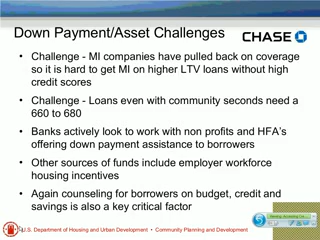 Down Payment/Asset Challenges
CHASE
• Challenge - MI companies have pulled back on coverage
so it is hard to get MI on higher LTV loans without high
credit scores
• Challenge - Loans even with community seconds need a
660 to 680
• Banks actively look to work with non profits and HFA's
offering down payment assistance to borrowers
• Other sources of funds include employer workforce
housing incentives
• Again counseling for borrowers on budget, credit and
savings is also a key critical factor
U.S. Department of Housing and Urban Development • Community Planning and Development